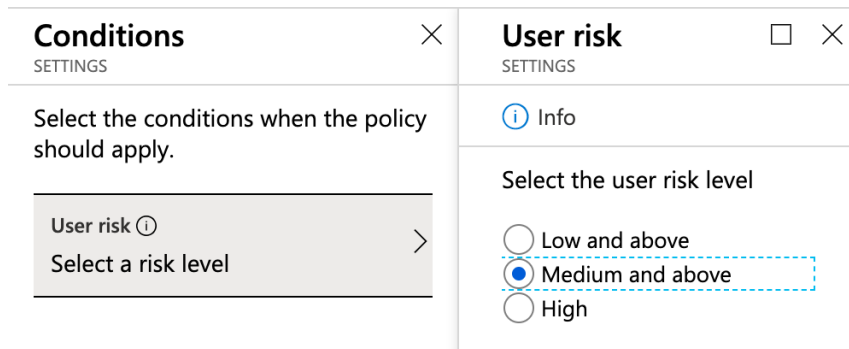 Conditions
SETTINGS
Select the conditions when the policy
should apply.
User risk
Select a risk level
User risk
SETTINGS
Info
Select the user risk level
Low and above
Medium and above
High